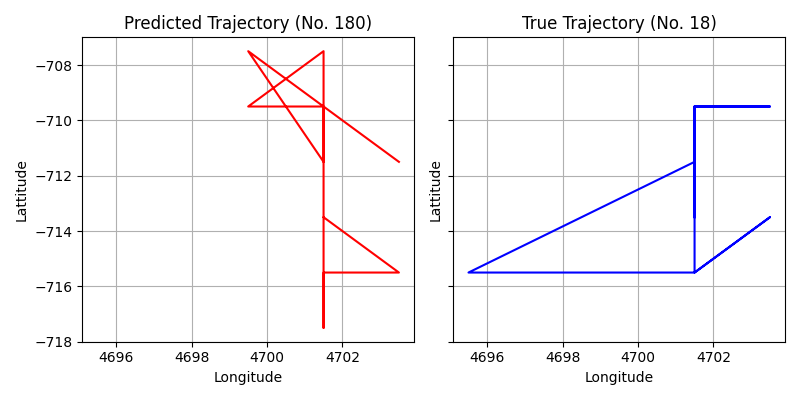 Predicted Trajectory (No. 180)
True Trajectory (No. 18)
−708
−710
−712
−714
−716
−718
Lattitude
Lattitude
4696 4698 4700 4702
4696 4698 4700 4702
Longitude
Longitude